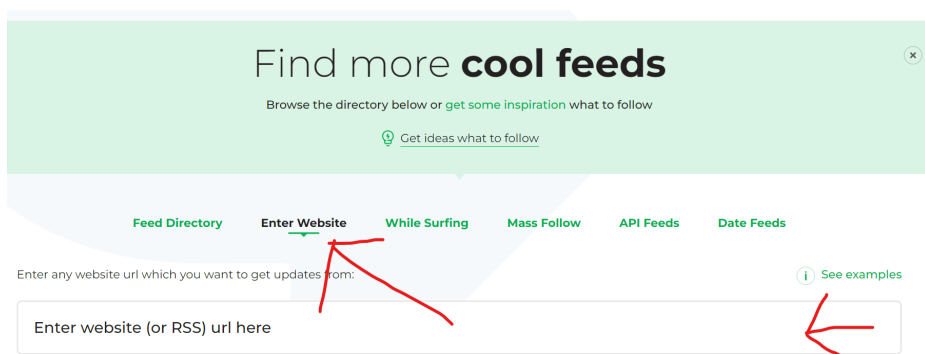 Find more cool feeds
Browse the directory below or get some inspiration what to follow
Get ideas what to follow
Feed Directory Enter Website While Surfing Mass Follow API Feeds Date Feeds
Enter any website url which you want to get updates from:
i See examples
Enter website (or RSS) url here